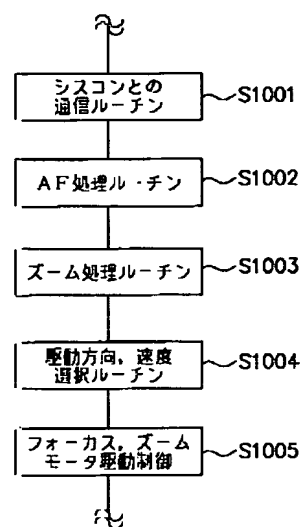 シスコンとの
通信ルーチン
S1001
AF処理ルーチン
S1002
ズーム処理ルーチン
S1003
駆動方向，速度
選択ルーチン
S1004
フォーカス，ズーム
モータ駆動制御
S1005